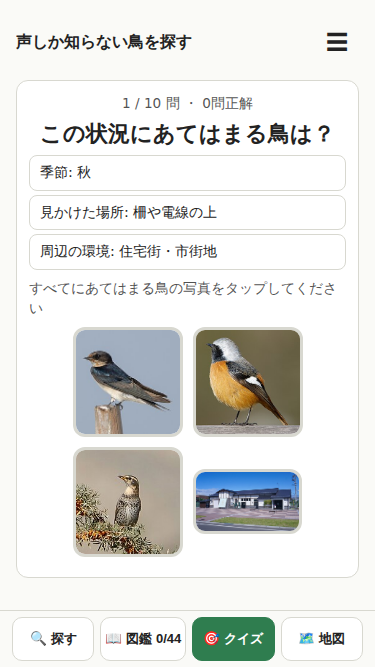 声しか知らない鳥を探す
1 / 10 問 ・ 0問正解
この状況にあてはまる鳥は？
季節: 秋
見かけた場所: 柵や電線の上
周辺の環境: 住宅街・市街地
すべてにあてはまる鳥の写真をタップしてくださ
い
🔍 探す
📖 図鑑 0/44
🎯 クイズ
🗺️ 地図